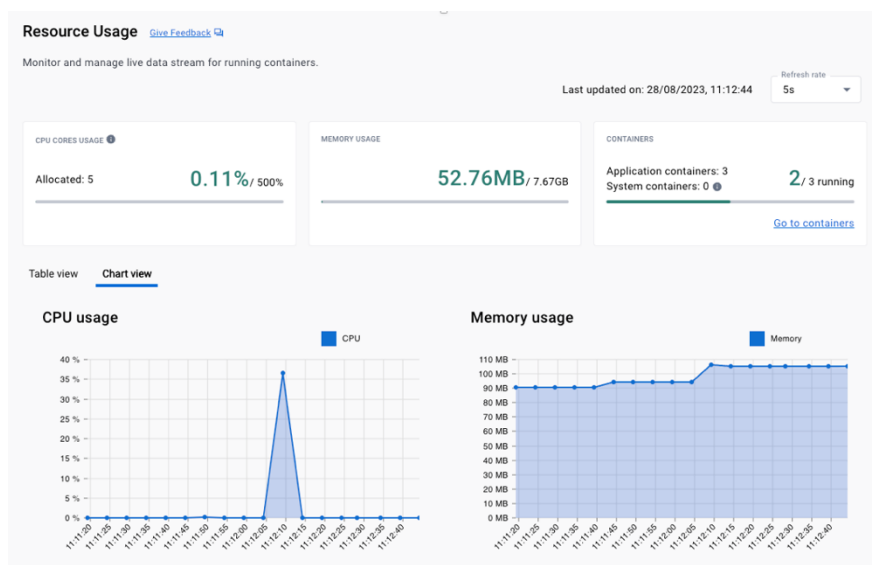 Resource Usage Give Feedback
Monitor and manage live data stream for running containers.
Last updated on: 28/08/2023, 11:12:44
Refresh rate
5s
CPU CORES USAGE
Allocated: 5
0.11%/ 500%
MEMORY USAGE
52.76MB/ 7.67GB
CONTAINERS
Application containers: 3
System containers: 0
2/ 3 running
Go to containers
Table view Chart view
CPU usage
CPU
40 %
35 %
30 %
25 %
20 %
15 %
10 %
5 %
0 %
11:11:20 11:11:25 11:11:30 11:11:35 11:11:40 11:11:45 11:11:50 11:11:55 11:12:00 11:12:05 11:12:10 11:12:15 11:12:20 11:12:25 11:12:30 11:12:35 11:12:40
Memory usage
Memory
110 MB
100 MB
90 MB
80 MB
70 MB
60 MB
50 MB
40 MB
30 MB
20 MB
10 MB
0 MB
11:11:20 11:11:25 11:11:30 11:11:35 11:11:40 11:11:45 11:11:50 11:11:55 11:12:00 11:12:05 11:12:10 11:12:15 11:12:20 11:12:25 11:12:30 11:12:35 11:12:40